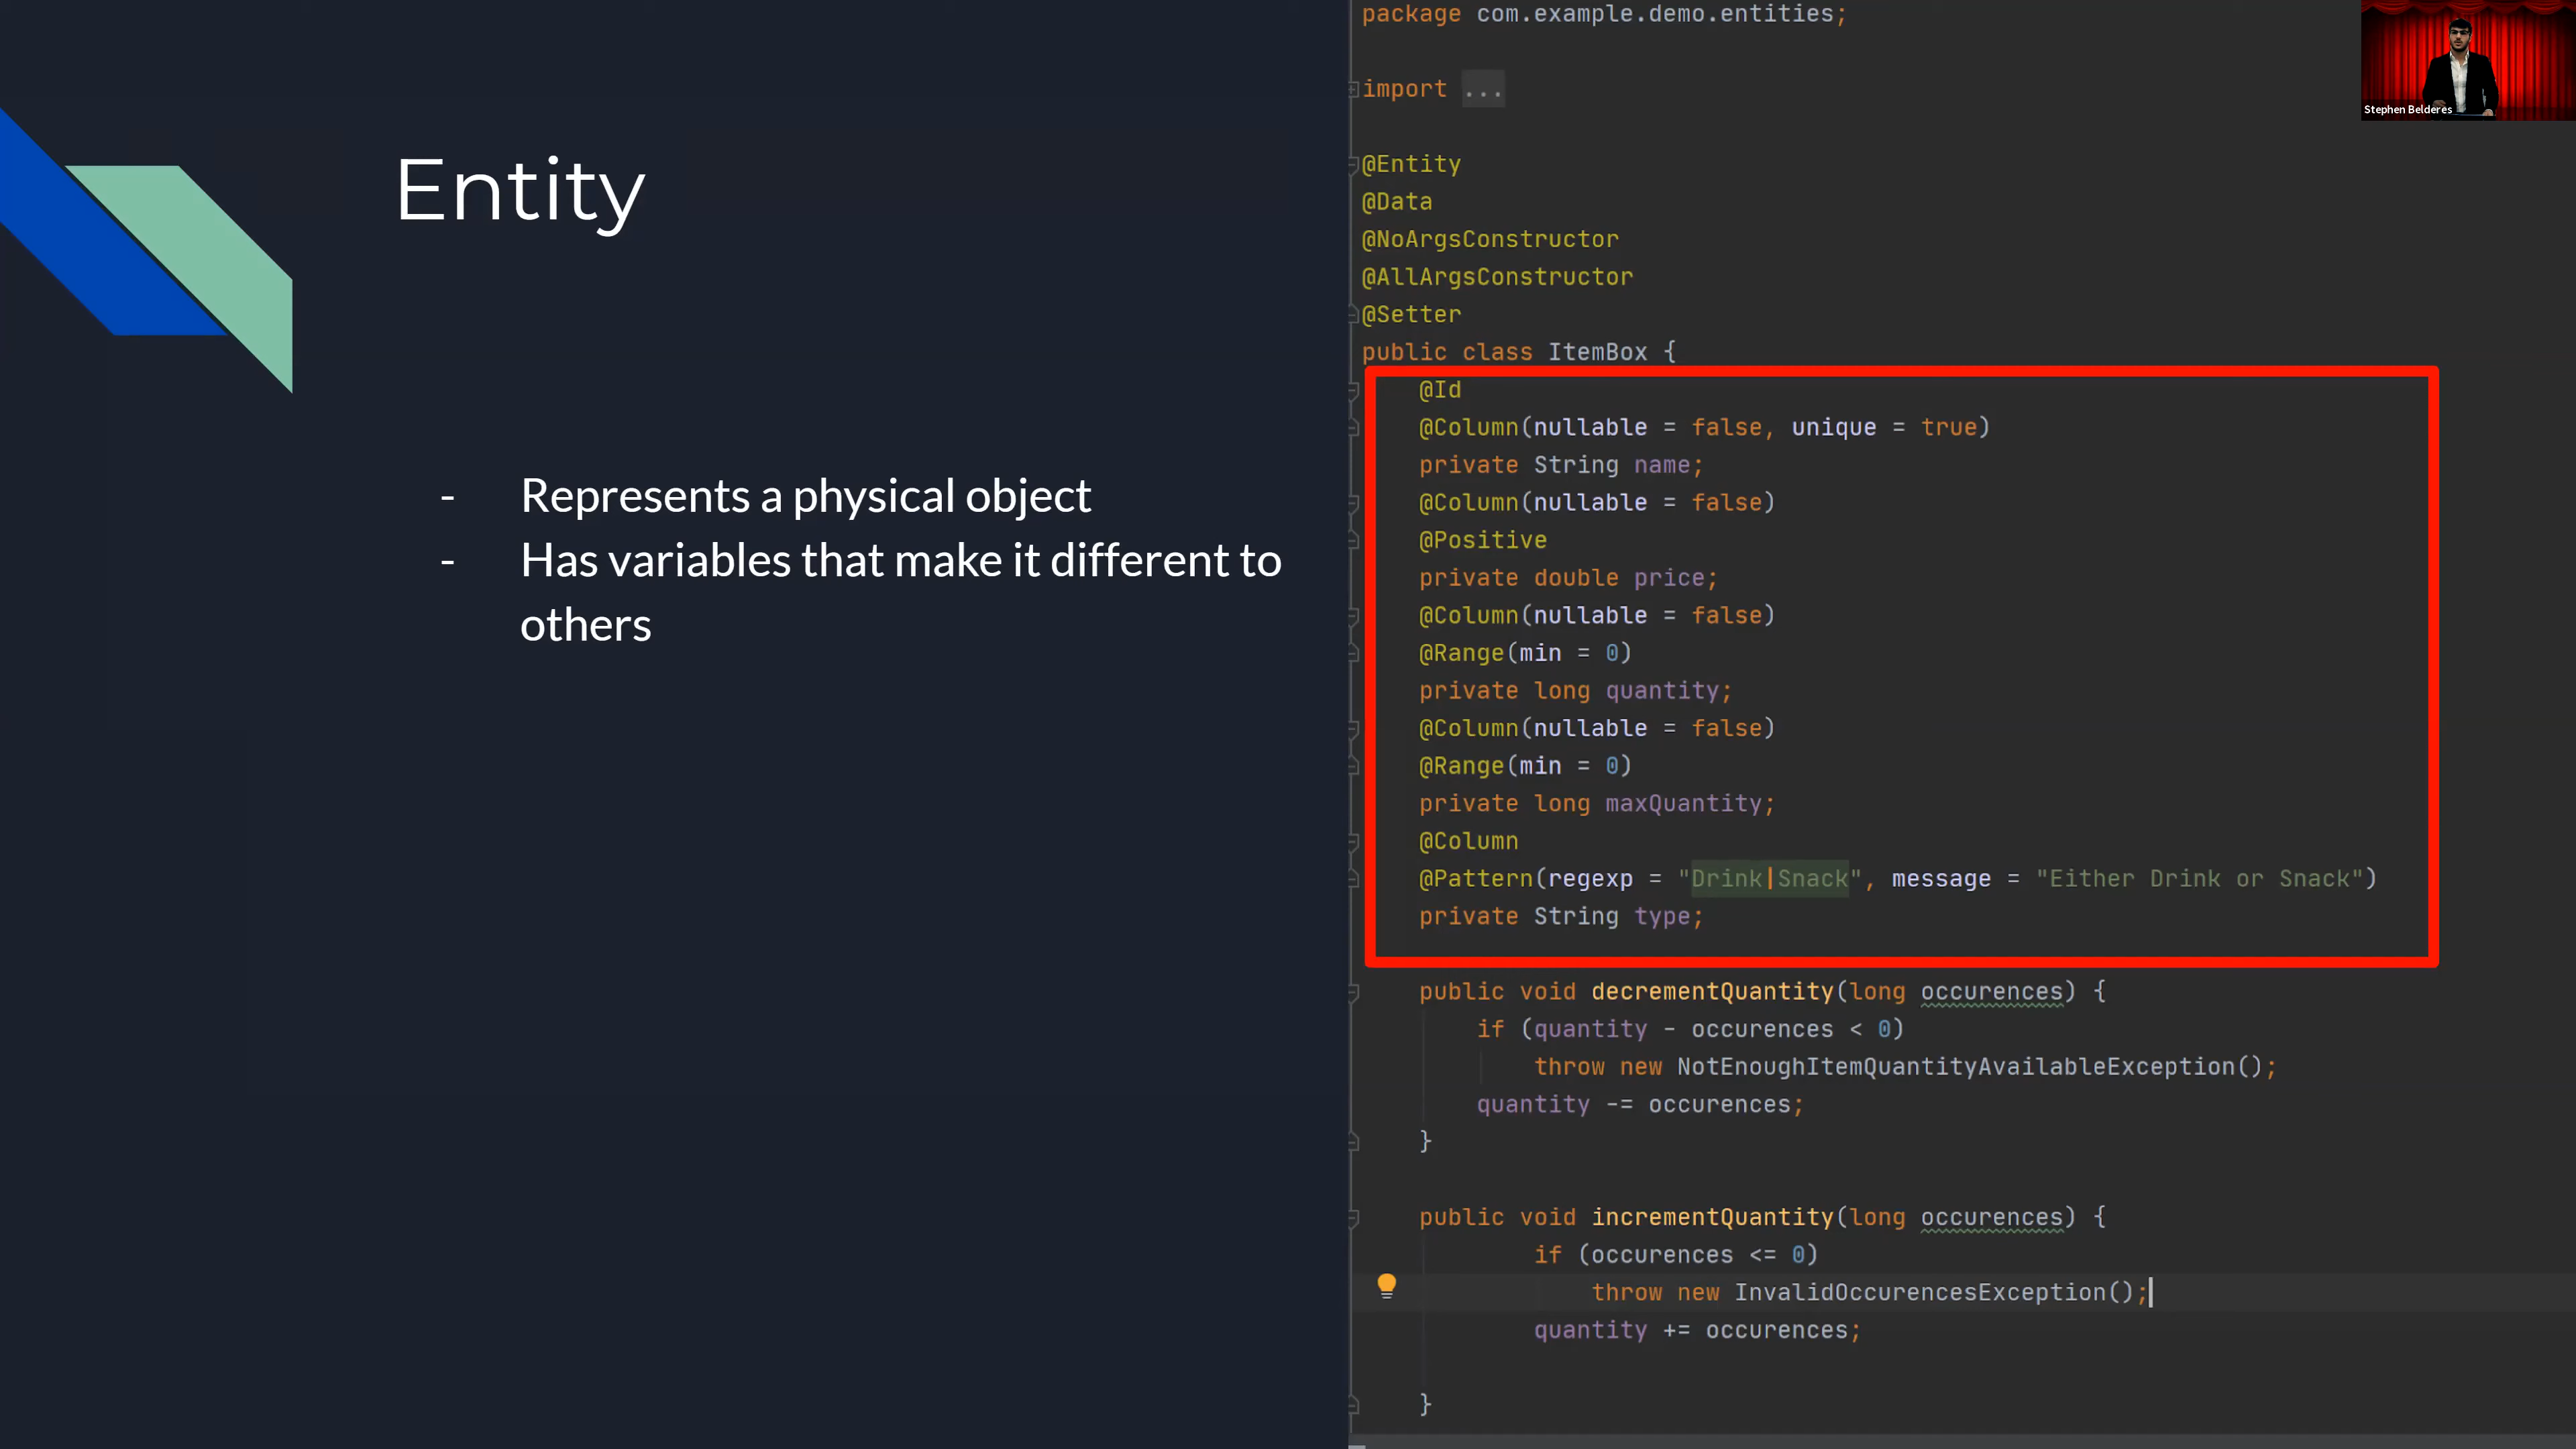 Entity
- Represents a physical object
- Has variables that make it different to
others
package com.example.demo.entities;
import ...
@Entity
@Data
@NoArgsConstructor
@AllArgsConstructor
@Setter
public class ItemBox {
@Id
@Column(nullable = false, unique = true)
private String name;
@Column(nullable = false)
@Positive
private double price;
@Column(nullable = false)
@Range(min = 0)
private long quantity;
@Column(nullable = false)
@Range(min = 0)
private long maxQuantity;
@Column
@Pattern(regexp = "Drink|Snack", message = "Either Drink or Snack")
private String type;
public void decrementQuantity(long occurences) {
if (quantity - occurences < 0)
throw new NotEnoughItemQuantityAvailableException();
quantity -= occurences;
}
public void incrementQuantity(long occurences) {
if (occurences <= 0)
throw new InvalidOccurencesException();
quantity += occurences;
}
Stephen Belderes